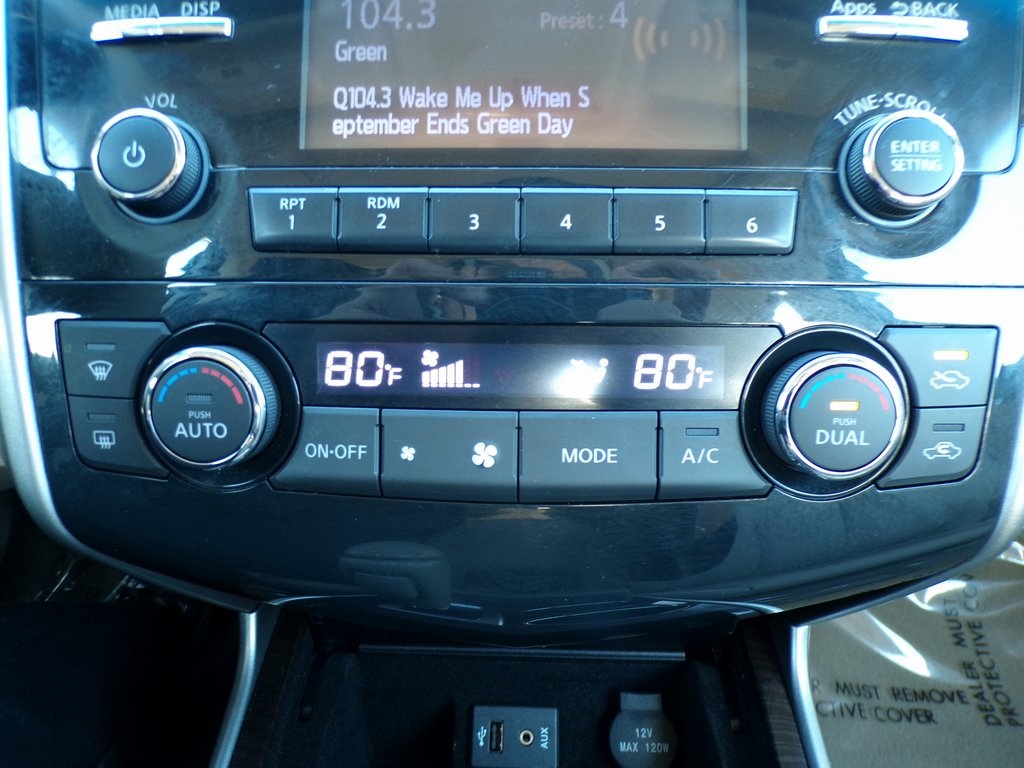 MEDIA DISP
104.3 Preset : 4
Apps BACK
Green
Q104.3 Wake Me Up When S
eptember Ends Green Day
VOL
TUNE·SCROLL
ENTER
SETTING
RPT RDM
1 2 3 4 5 6
80°F 80°F
PUSH
AUTO
PUSH
DUAL
ON·OFF MODE A/C
AUX
12V
MAX 120W
DEALER MUST
PROTECTIVE COV
R MUST REMOVE
CTIVE COVER